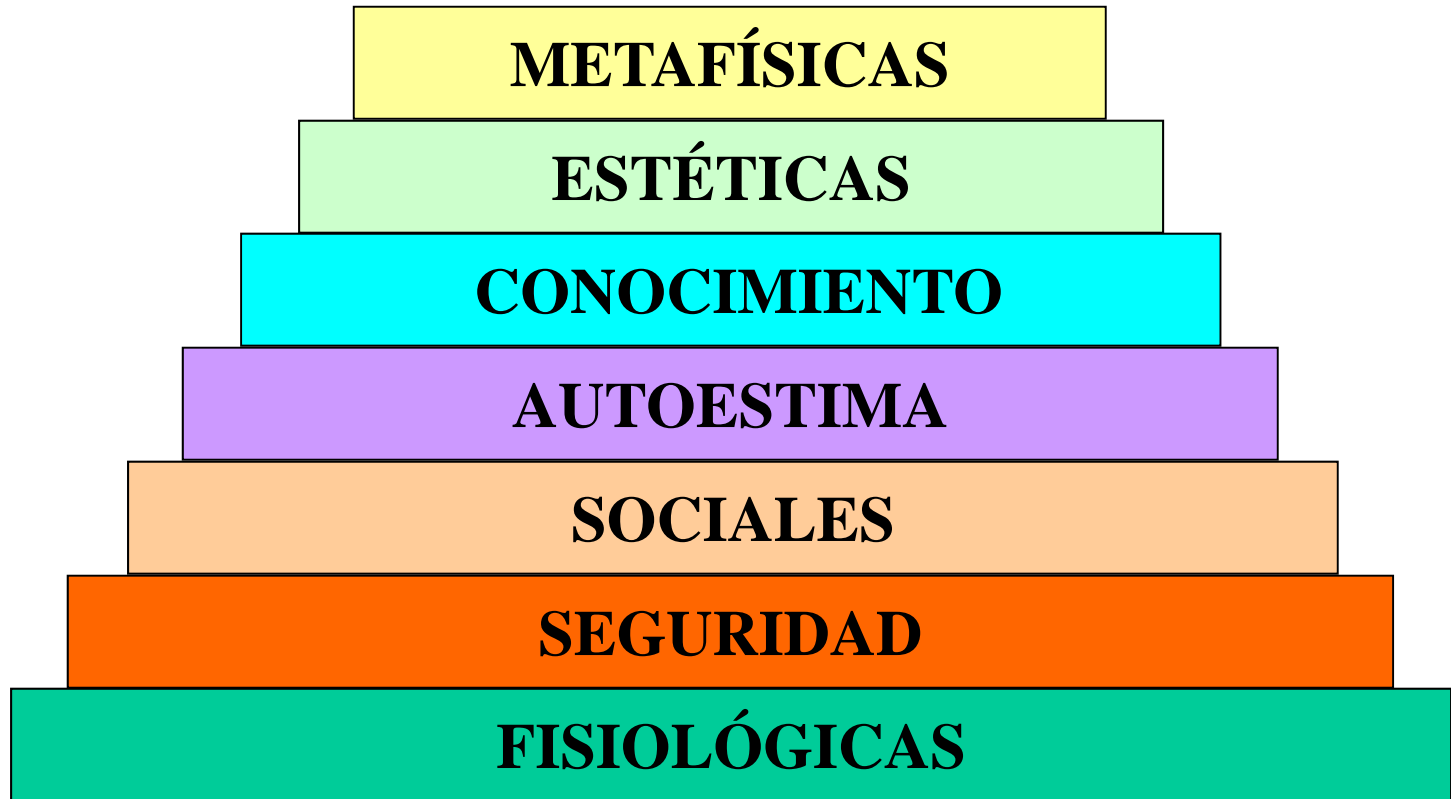 METAFÍSICAS
ESTÉTICAS
CONOCIMIENTO
AUTOESTIMA
SOCIALES
SEGURIDAD
FISIOLÓGICAS